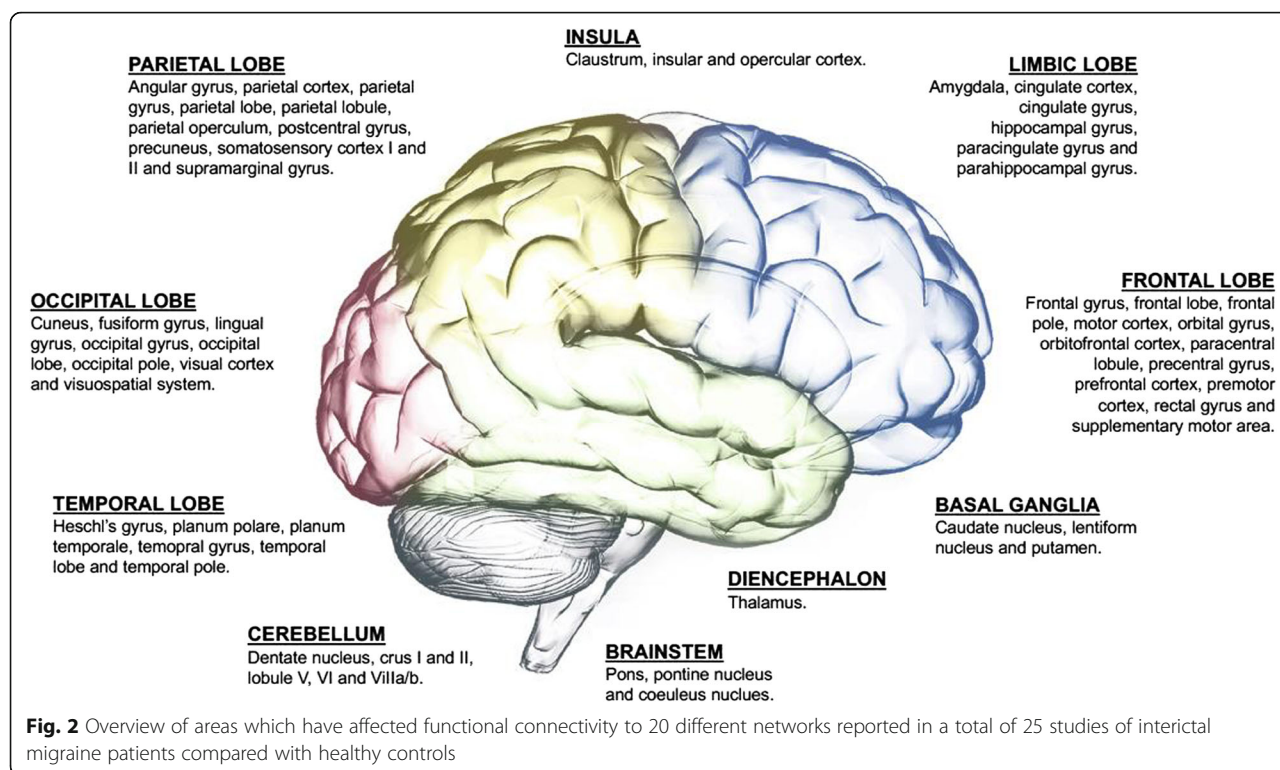 INSULA
Claustrum, insular and opercular cortex.
PARIETAL LOBE
Angular gyrus, parietal cortex, parietal
gyrus, parietal lobe, parietal lobule,
parietal operculum, postcentral gyrus,
precuneus, somatosensory cortex I and
II and supramarginal gyrus.
LIMBIC LOBE
Amygdala, cingulate cortex,
cingulate gyrus,
hippocampal gyrus,
paracingulate gyrus and
parahippocampal gyrus.
OCCIPITAL LOBE
Cuneus, fusiform gyrus, lingual
gyrus, occipital gyrus, occipital
lobe, occipital pole, visual cortex
and visuospatial system.
FRONTAL LOBE
Frontal gyrus, frontal lobe, frontal
pole, motor cortex, orbital gyrus,
orbitofrontal cortex, paracentral
lobule, precentral gyrus,
prefrontal cortex, premotor
cortex, rectal gyrus and
supplementary motor area.
TEMPORAL LOBE
Heschl's gyrus, planum polare, planum
temporale, temopral gyrus, temporal
lobe and temporal pole.
BASAL GANGLIA
Caudate nucleus, lentiform
nucleus and putamen.
DIENCEPHALON
Thalamus.
CEREBELLUM
Dentate nucleus, crus I and II,
lobule V, VI and VIIIa/b.
BRAINSTEM
Pons, pontine nucleus
and coeuleus nuclues.
Fig. 2 Overview of areas which have affected functional connectivity to 20 different networks reported in a total of 25 studies of interictal
migraine patients compared with healthy controls